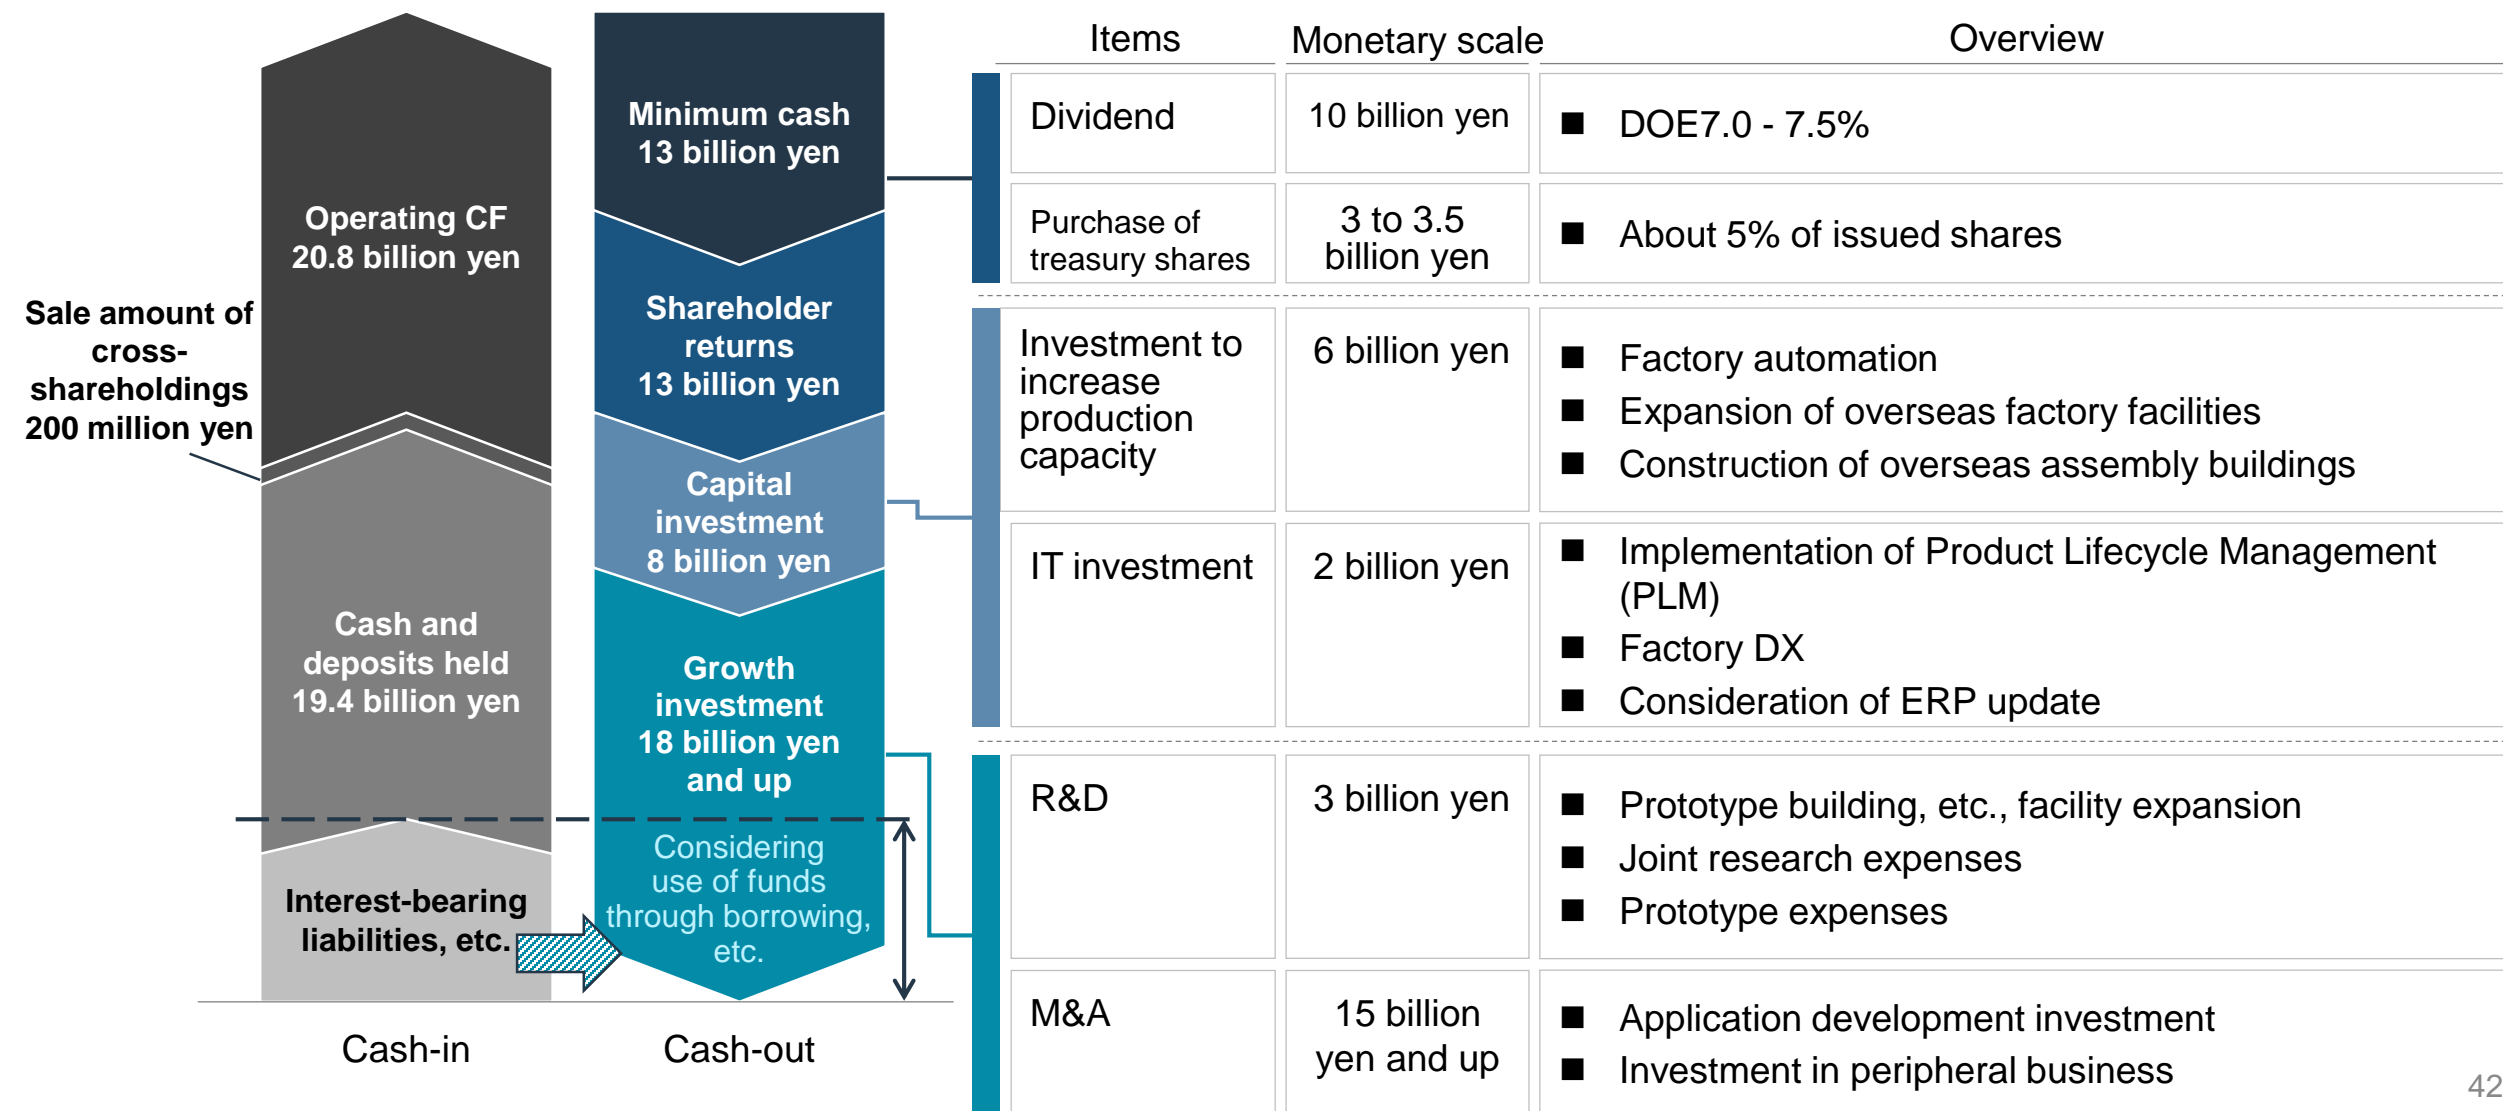 Items
Monetary scale
Overview
Operating CF
20.8 billion yen
Sale amount of
cross-
shareholdings
200 million yen
Cash and
deposits held
19.4 billion yen
Interest-bearing
liabilities, etc.
Cash-in
Minimum cash
13 billion yen
Shareholder
returns
13 billion yen
Capital
investment
8 billion yen
Growth
investment
18 billion yen
and up
Considering
use of funds
through borrowing,
etc.
Cash-out
Dividend
10 billion yen
■ DOE7.0 - 7.5%
Purchase of
treasury shares
3 to 3.5
billion yen
■ About 5% of issued shares
Investment to
increase
production
capacity
6 billion yen
■ Factory automation
■ Expansion of overseas factory facilities
■ Construction of overseas assembly buildings
IT investment
2 billion yen
■ Implementation of Product Lifecycle Management
(PLM)
■ Factory DX
■ Consideration of ERP update
R&D
3 billion yen
■ Prototype building, etc., facility expansion
■ Joint research expenses
■ Prototype expenses
M&A
15 billion
yen and up
■ Application development investment
■ Investment in peripheral business
42